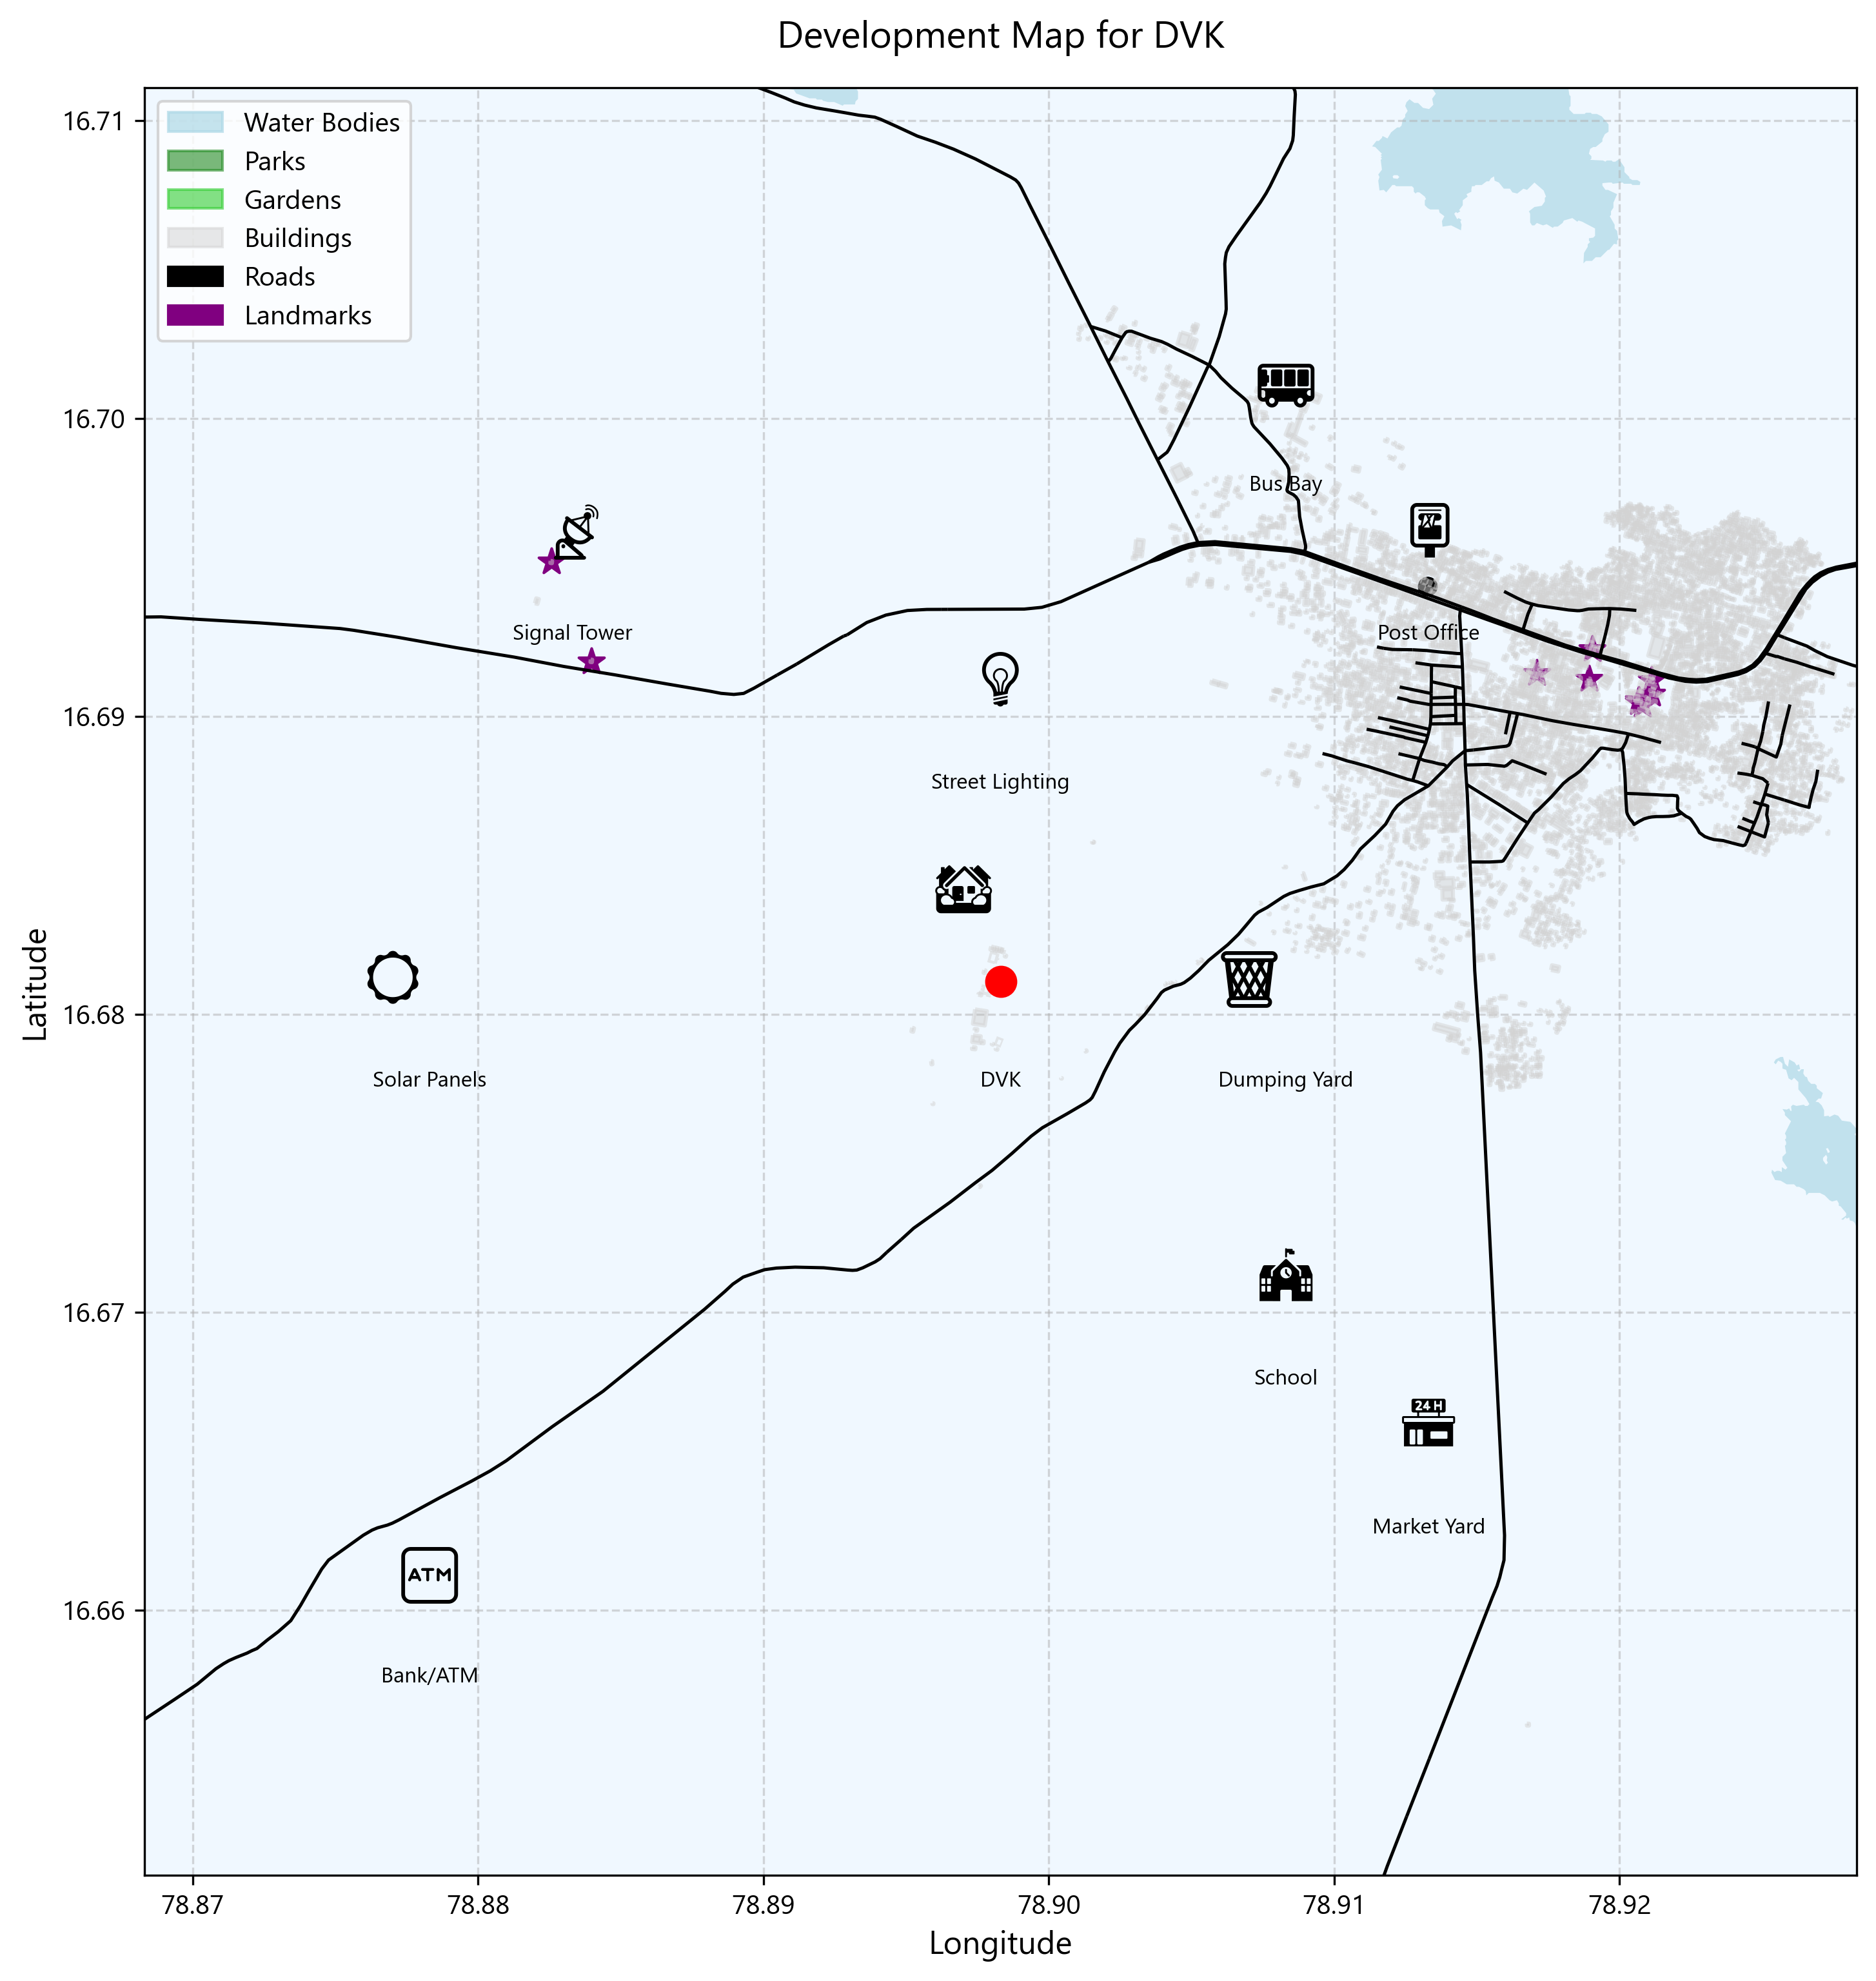 Development Map for DVK
Water Bodies
Parks
Gardens
Buildings
Roads
Landmarks
16.71
16.70
16.69
16.68
16.67
16.66
Latitude
Bus Bay
Signal Tower
Post Office
Street Lighting
Solar Panels
DVK
Dumping Yard
School
24 H
Market Yard
ATM
Bank/ATM
78.87
78.88
78.89
78.90
78.91
78.92
Longitude